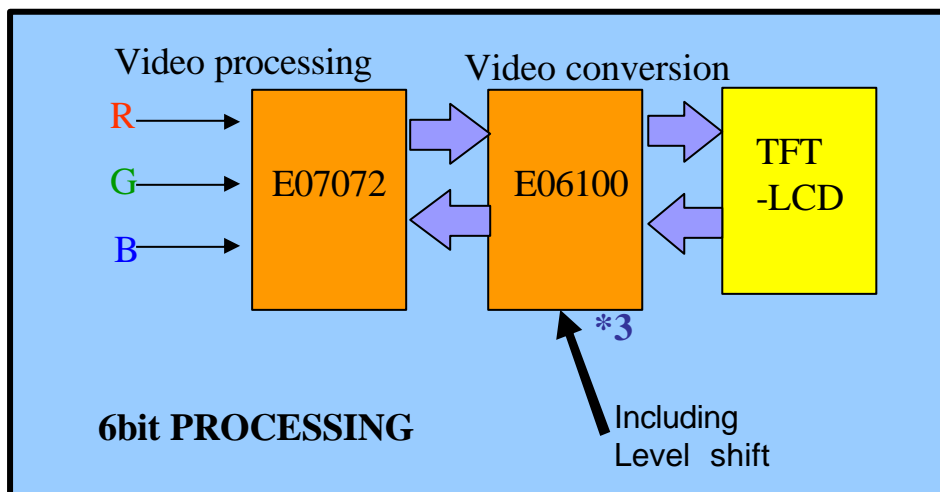 Video processing
Video conversion
R
G
B
E07072
E06100
TFT
-LCD
*3
6bit PROCESSING
Including
Level shift